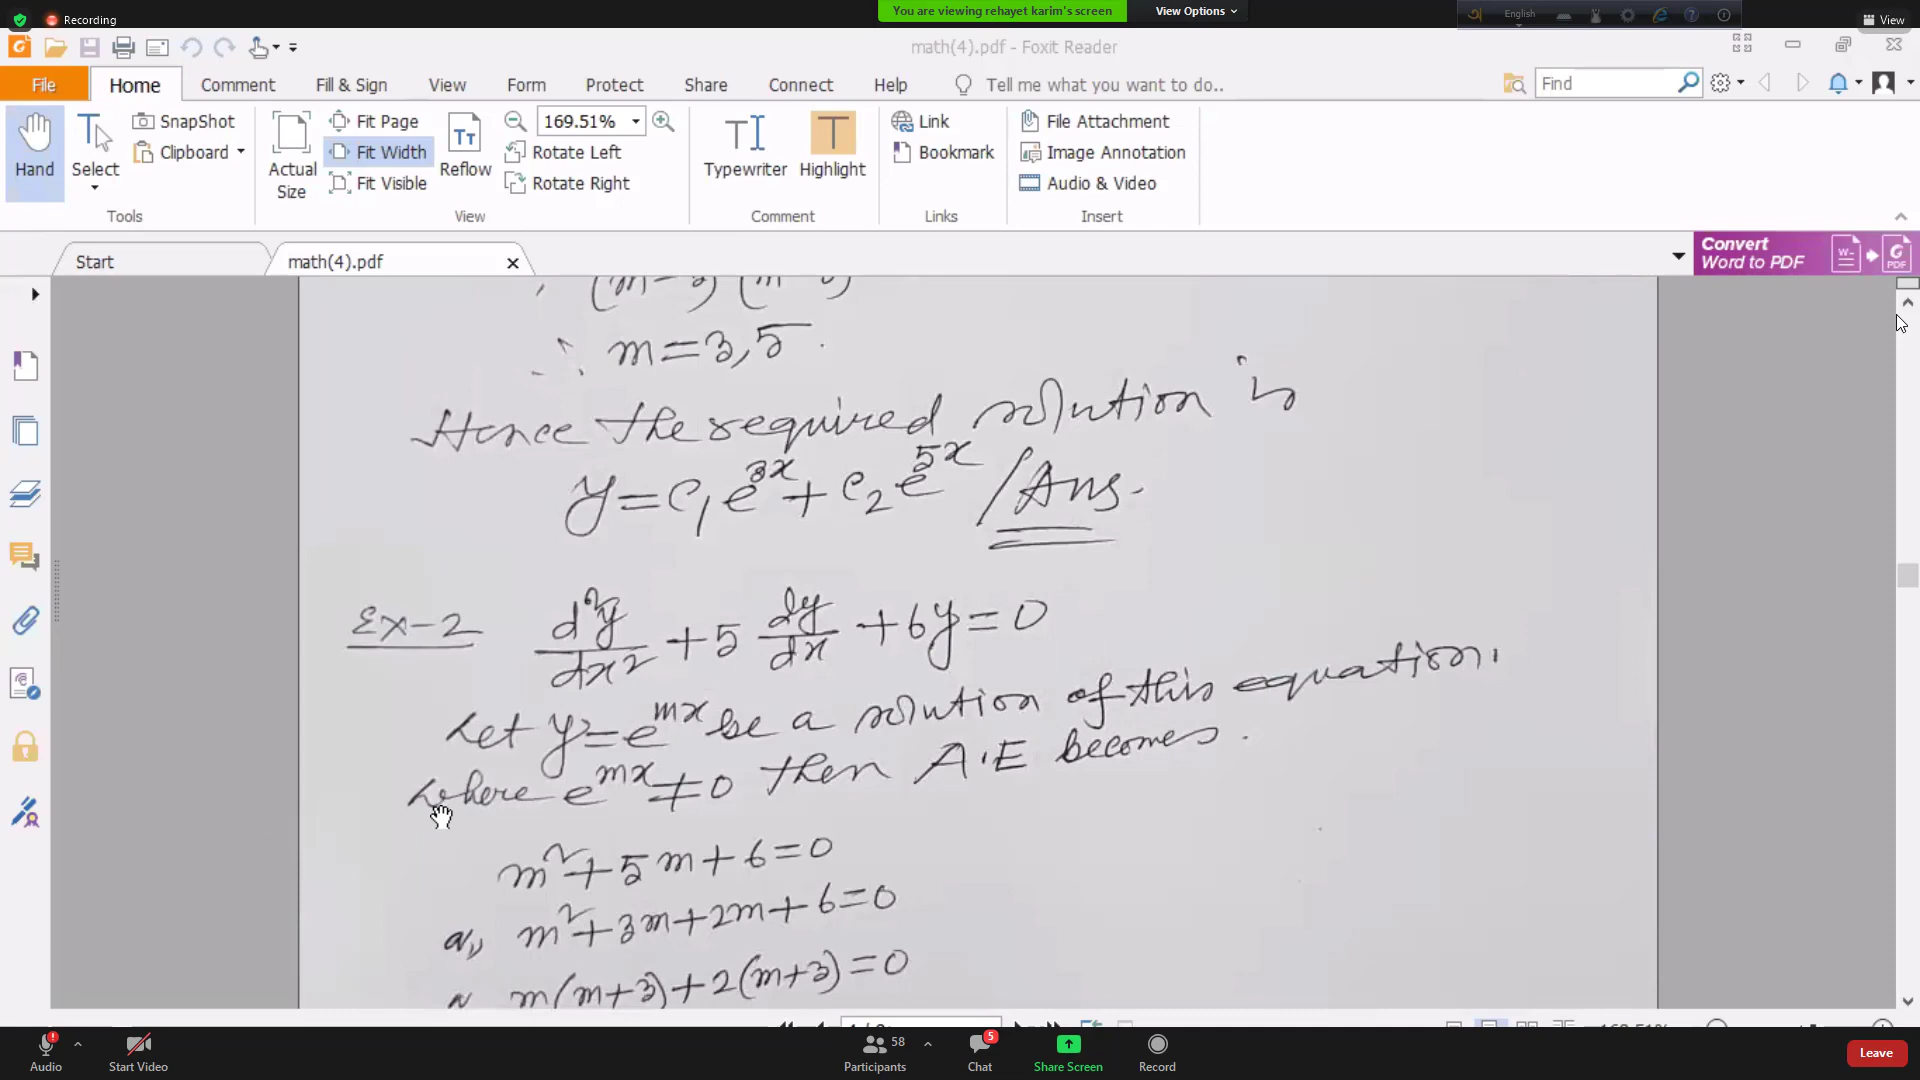 Recording
You are viewing rehayet karim's screen
View Options
English
View
math(4).pdf - Foxit Reader
File
Home
Comment
Fill & Sign
View
Form
Protect
Share
Connect
Help
Tell me what you want to do..
Find
Hand
Select
SnapShot
Clipboard
Tools
Actual Size
Fit Page
Fit Width
Fit Visible
Reflow
169.51%
Rotate Left
Rotate Right
View
Typewriter
Highlight
Comment
Link
Bookmark
Links
File Attachment
Image Annotation
Audio & Video
Insert
Start
math(4).pdf
Convert
Word to PDF
∴ m=3,5.
Hence the required solution is
y=c₁e^{3x}+c₂e^{5x} /Ans.
Ex-2 d²y/dx² + 5 dy/dx + 6y = 0
Let y=e^{mx} be a solution of this equation.
where e^{mx}≠0 then A.E becomes.
m²+5m+6=0
m²+3m+2m+6=0
m(m+3)+2(m+3)=0
Audio
Start Video
58
Participants
5
Chat
Share Screen
Record
Leave